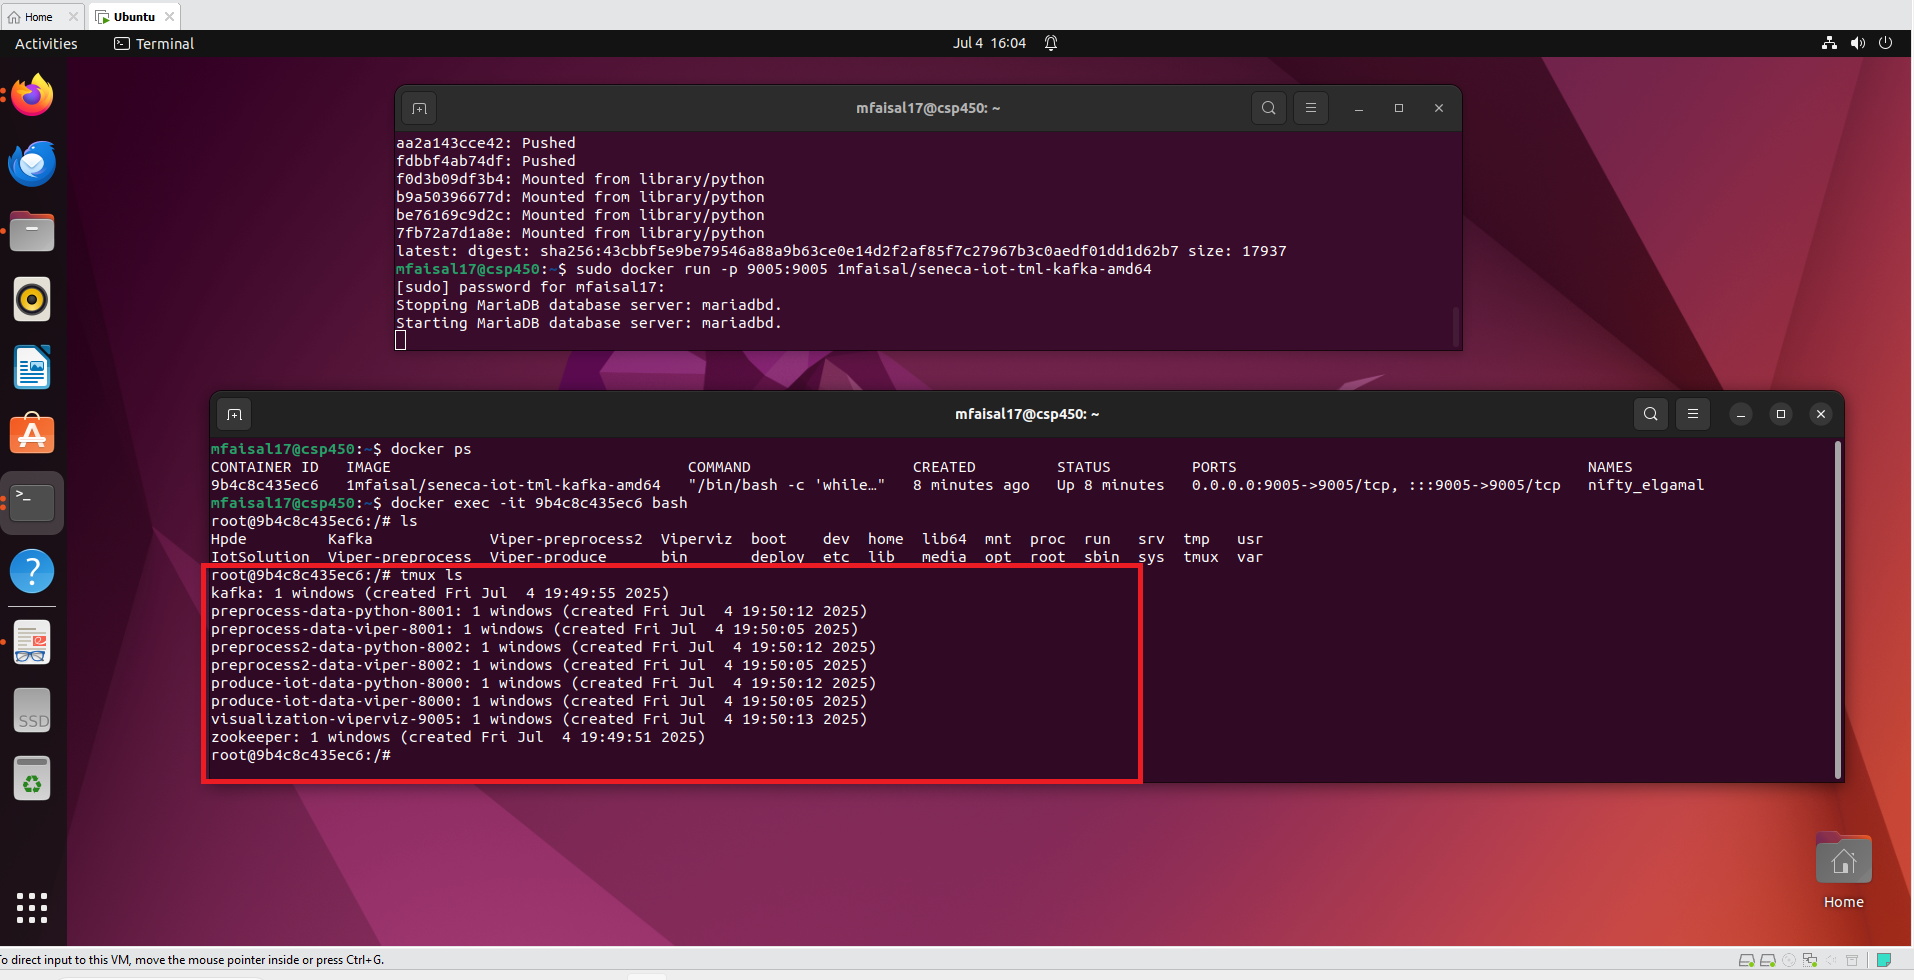 Home
Ubuntu
Activities
Terminal
Jul 4 16:04
mfaisal17@csp450: ~
aa2a143cce42: Pushed
fdbbf4ab74df: Pushed
f0d3b09df3b4: Mounted from library/python
b9a50396677d: Mounted from library/python
be76169c9d2c: Mounted from library/python
7fb72a7d1a8e: Mounted from library/python
latest: digest: sha256:43cbbf5e9be79546a88a9b63ce0e14d2f2af85f7c27967b3c0aedf01dd1d62b7 size: 17937
mfaisal17@csp450:~$ sudo docker run -p 9005:9005 1mfaisal/seneca-iot-tml-kafka-amd64
[sudo] password for mfaisal17:
Stopping MariaDB database server: mariadbd.
Starting MariaDB database server: mariadbd.
mfaisal17@csp450: ~
mfaisal17@csp450:~$ docker ps
CONTAINER ID IMAGE COMMAND CREATED STATUS PORTS NAMES
9b4c8c435ec6 1mfaisal/seneca-iot-tml-kafka-amd64 "/bin/bash -c 'while…" 8 minutes ago Up 8 minutes 0.0.0.0:9005->9005/tcp, :::9005->9005/tcp nifty_elgamal
mfaisal17@csp450:~$ docker exec -it 9b4c8c435ec6 bash
root@9b4c8c435ec6:/# ls
Hpde Kafka Viper-preprocess2 Viperviz boot dev home lib64 mnt proc run srv tmp usr
IotSolution Viper-preprocess Viper-produce bin deploy etc lib media opt root sbin sys tmux var
root@9b4c8c435ec6:/# tmux ls
kafka: 1 windows (created Fri Jul 4 19:49:55 2025)
preprocess-data-python-8001: 1 windows (created Fri Jul 4 19:50:12 2025)
preprocess-data-viper-8001: 1 windows (created Fri Jul 4 19:50:05 2025)
preprocess2-data-python-8002: 1 windows (created Fri Jul 4 19:50:12 2025)
preprocess2-data-viper-8002: 1 windows (created Fri Jul 4 19:50:05 2025)
produce-iot-data-python-8000: 1 windows (created Fri Jul 4 19:50:12 2025)
produce-iot-data-viper-8000: 1 windows (created Fri Jul 4 19:50:05 2025)
visualization-viperviz-9005: 1 windows (created Fri Jul 4 19:50:13 2025)
zookeeper: 1 windows (created Fri Jul 4 19:49:51 2025)
root@9b4c8c435ec6:/#
SSD
Home
To direct input to this VM, move the mouse pointer inside or press Ctrl+G.